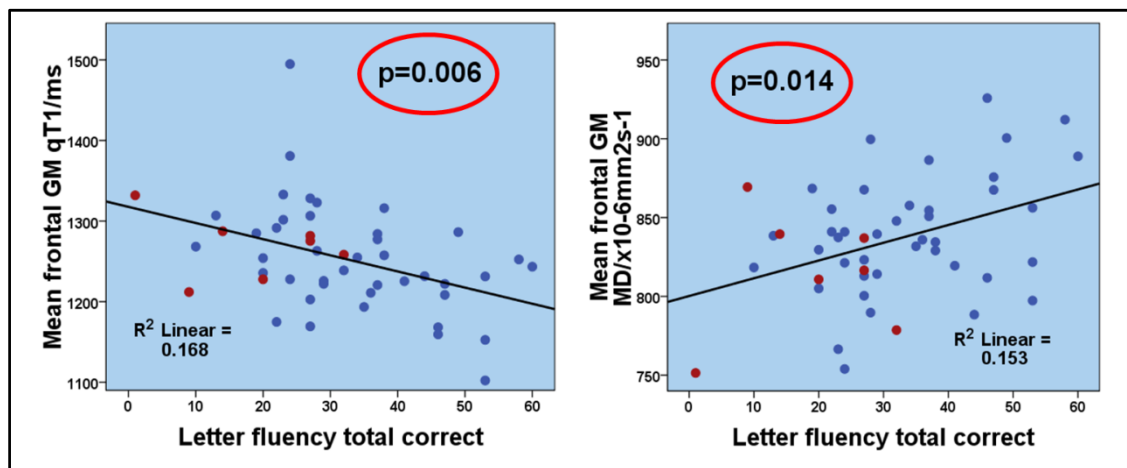 Mean frontal GM qT1/ms
1500
1400
1300
1200
1100
p=0.006
R2 Linear =
0.168
0 10 20 30 40 50 60
Letter fluency total correct
Mean frontal GM
MD/x10-6mm2s-1
950
900
850
800
750
p=0.014
R2 Linear =
0.153
0 10 20 30 40 50 60
Letter fluency total correct